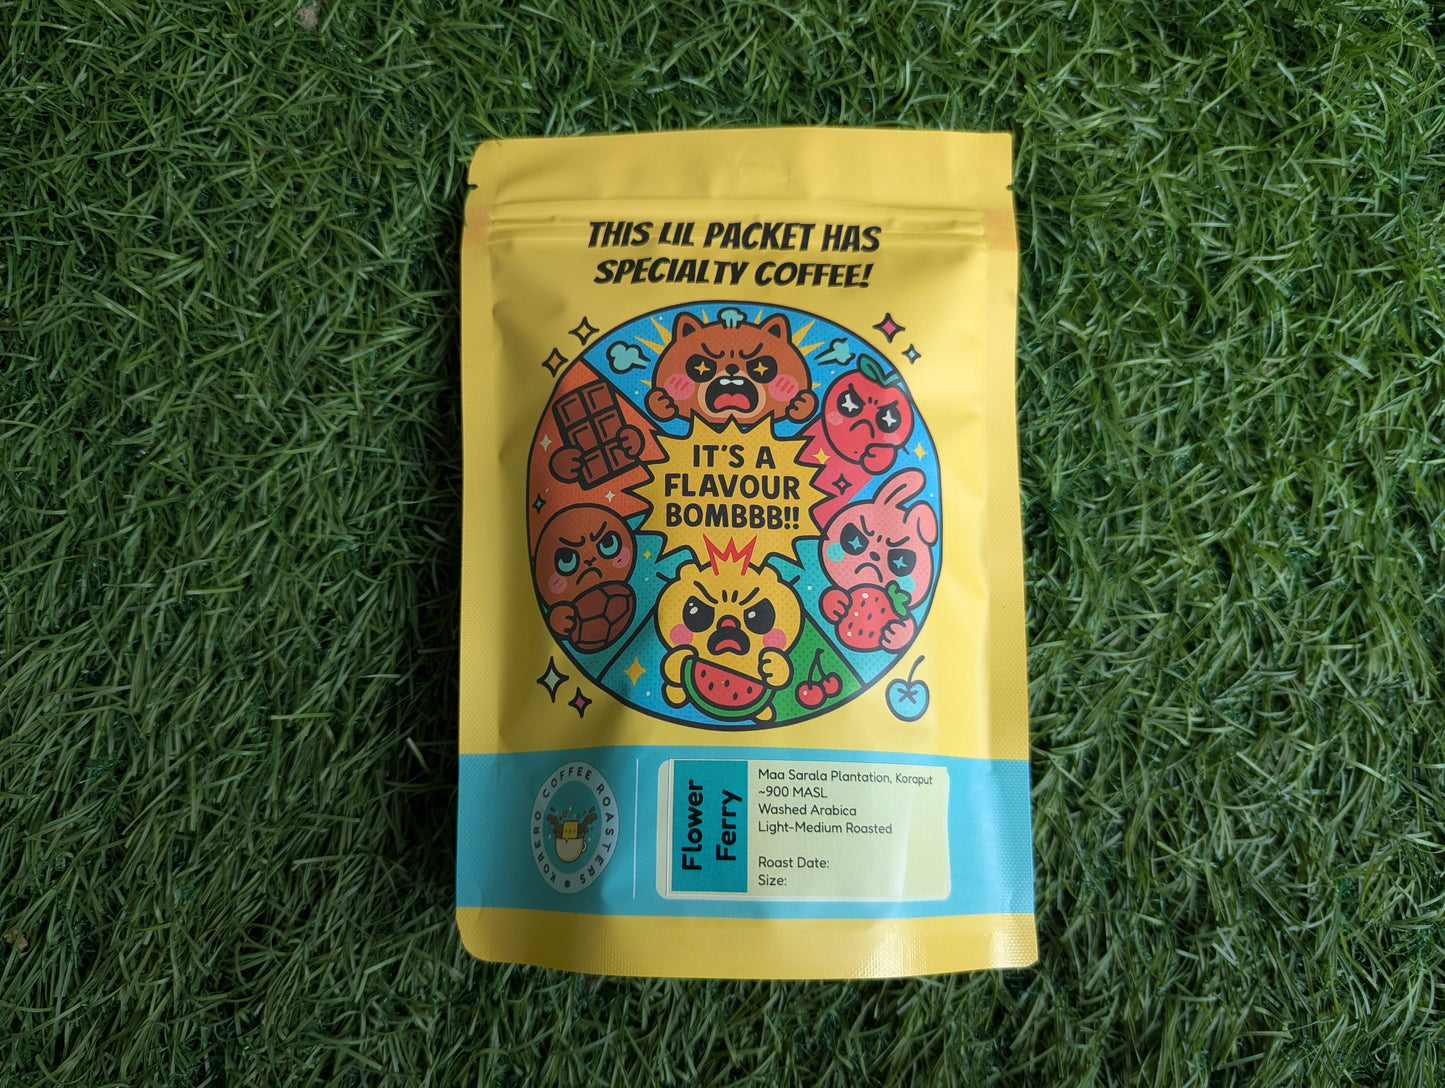 THIS LIL PACKET HAS
SPECIALTY COFFEE!
IT'S A
FLAVOUR
BOMBBB!!
KORERO COFFEE ROASTERS
Flower
Ferry
Maa Sarala Plantation, Koraput
~900 MASL
Washed Arabica
Light-Medium Roasted
Roast Date:
Size: